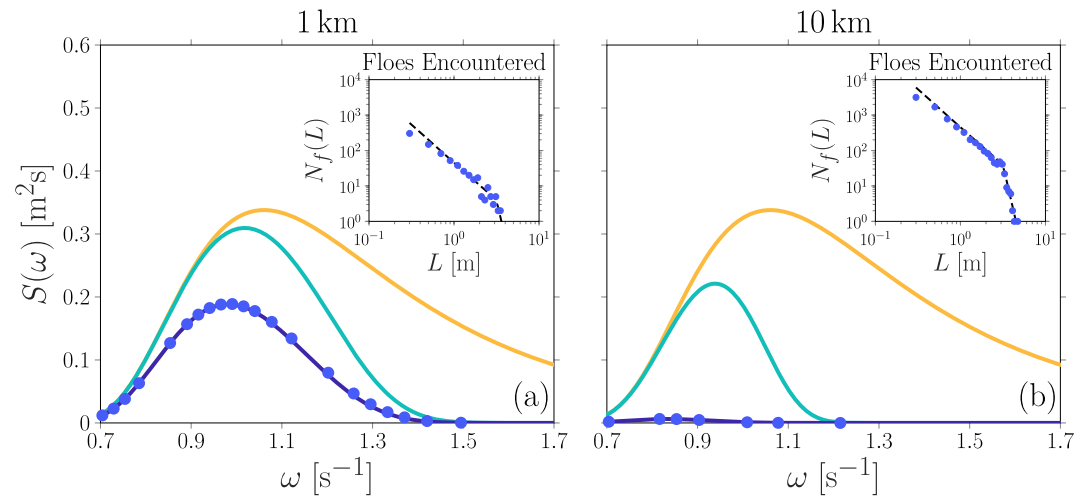 1 km
10 km
0.6
0.5
0.4
0.3
0.2
0.1
0
S(ω) [m²s]
0.7
0.9
1.1
1.3
1.5
1.7
ω [s⁻¹]
(a)
Floes Encountered
10⁴
10³
10²
10¹
10⁰
N_f(L)
10⁻¹
10⁰
10¹
L [m]
0.7
0.9
1.1
1.3
1.5
1.7
ω [s⁻¹]
(b)
Floes Encountered
10⁴
10³
10²
10¹
10⁰
N_f(L)
10⁻¹
10⁰
10¹
L [m]